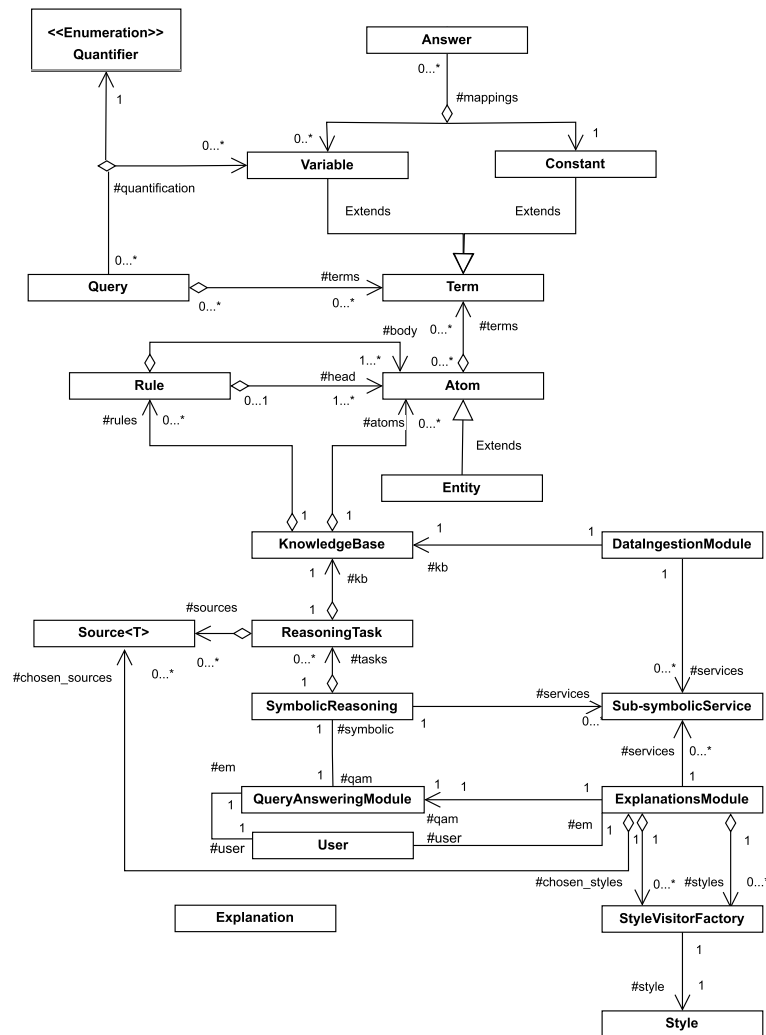 <<Enumeration>>
Quantifier
Answer
0...*
#mappings
1
0...*
0..*
1
Variable
Constant
#quantification
Extends
Extends
0...*
Query
#terms
Term
0...*
0...*
0...*
#terms
#body
1...*
0...*
Rule
#head
Atom
0...1
1...*
#rules
0...*
#atoms
0...*
Extends
Entity
1
1
KnowledgeBase
1
1
DataIngestionModule
1
#kb
#kb
1
#sources
1
Source<T>
ReasoningTask
0...*
0...*
#tasks
#chosen_sources
0...*
1
0...*
#services
SymbolicReasoning
#services
Sub-symbolicService
1
#symbolic
1
0...
#services
0...*
#em
1
#qam
1
1
1
1
QueryAnsweringModule
ExplanationsModule
1
#qam
#em
1
#user
User
#user
1
1
1
1
#chosen_styles
0...*
#styles
0...*
Explanation
StyleVisitorFactory
1
#style
1
Style